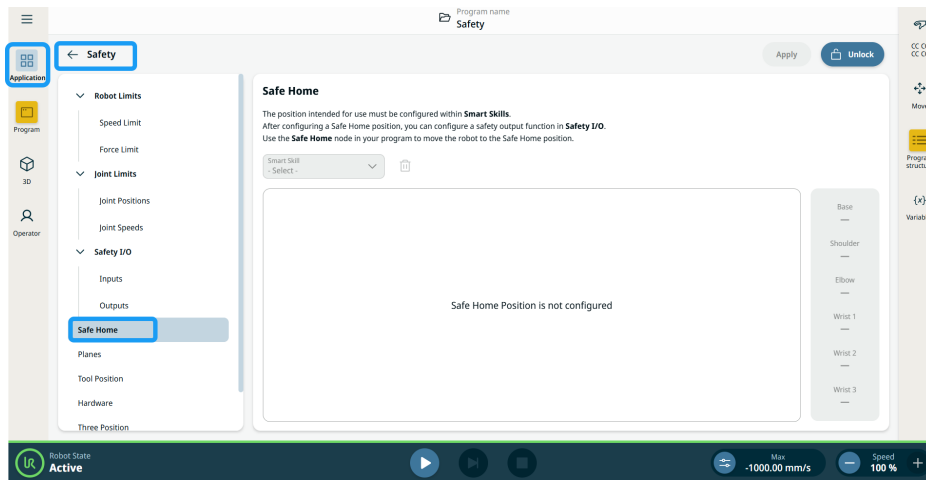 Program name
Safety
Application
Program
3D
Operator
Safety
Apply
Unlock
Robot Limits
Speed Limit
Force Limit
Joint Limits
Joint Positions
Joint Speeds
Safety I/O
Inputs
Outputs
Safe Home
Planes
Tool Position
Hardware
Three Position
Safe Home
The position intended for use must be configured within Smart Skills.
After configuring a Safe Home position, you can configure a safety output function in Safety I/O.
Use the Safe Home node in your program to move the robot to the Safe Home position.
Smart Skill
- Select -
Safe Home Position is not configured
Base
—
Shoulder
—
Elbow
—
Wrist 1
—
Wrist 2
—
Wrist 3
—
Move
{x}
UR
Robot State
Active
Max
-1000.00 mm/s
Speed
100 %